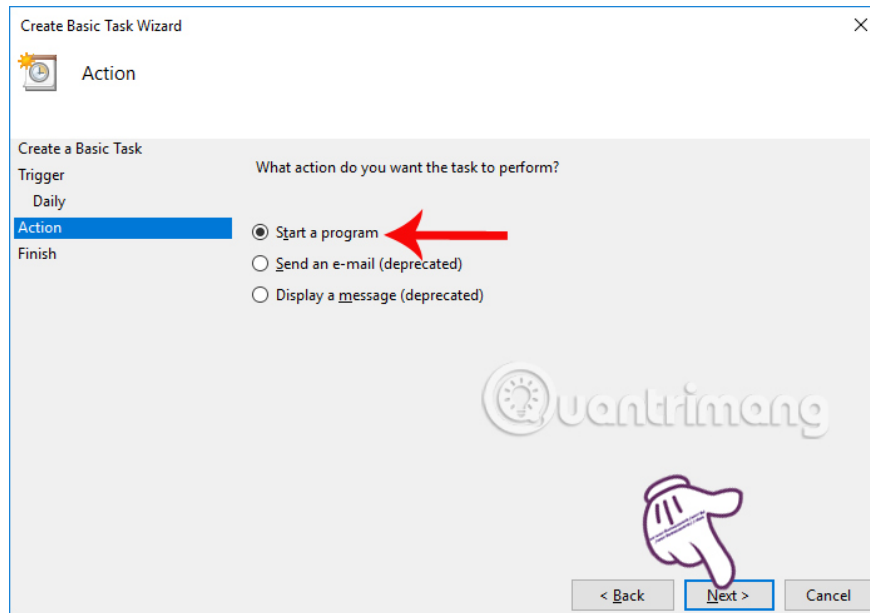 Create Basic Task Wizard
Action
Create a Basic Task
Trigger
Daily
Action
Finish
What action do you want the task to perform?
Start a program
Send an e-mail (deprecated)
Display a message (deprecated)
Quantrimang
< Back
Next >
Cancel